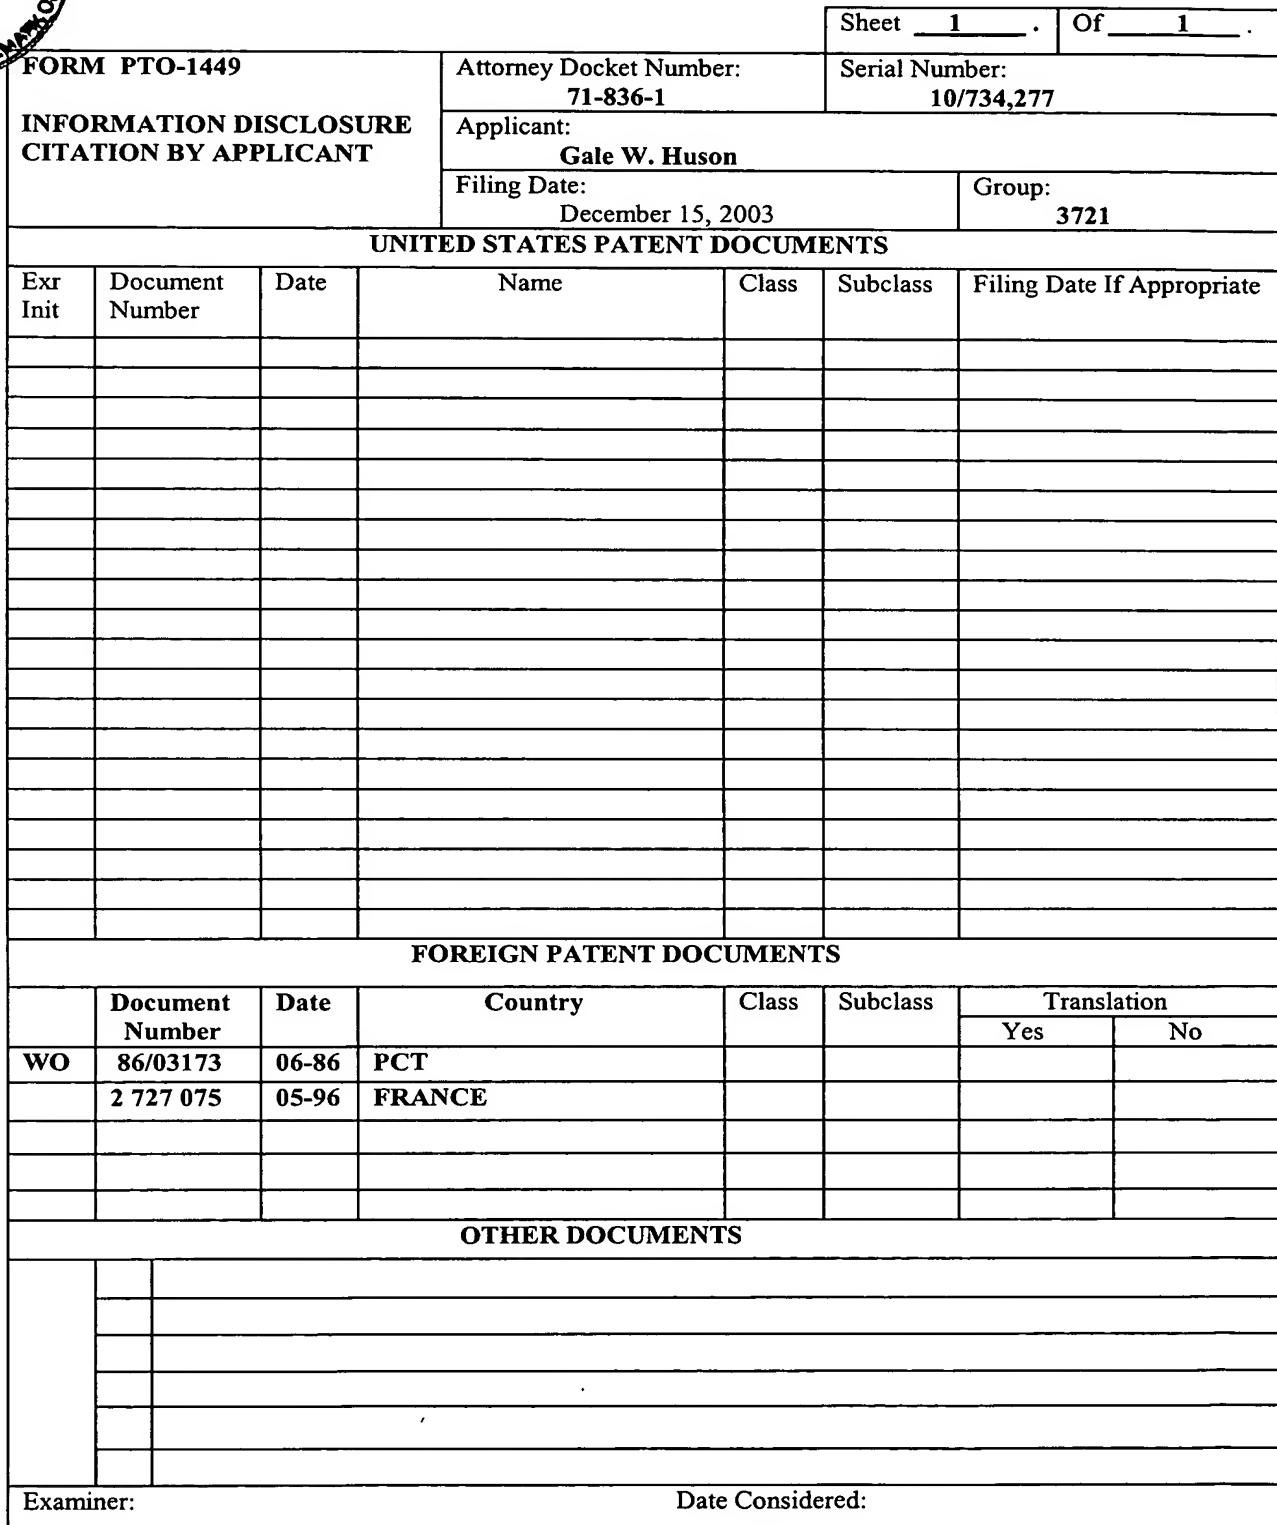 Sheet 1 . Of 1 .
FORM PTO-1449
INFORMATION DISCLOSURE
CITATION BY APPLICANT
Attorney Docket Number:
71-836-1
Serial Number:
10/734,277
Applicant:
Gale W. Huson
Filing Date:
December 15, 2003
Group:
3721
UNITED STATES PATENT DOCUMENTS
Exr
Init
Document
Number
Date
Name
Class
Subclass
Filing Date If Appropriate
FOREIGN PATENT DOCUMENTS
Document
Number
Date
Country
Class
Subclass
Translation
Yes No
WO 86/03173 06-86 PCT
2 727 075 05-96 FRANCE
OTHER DOCUMENTS
Examiner: Date Considered: